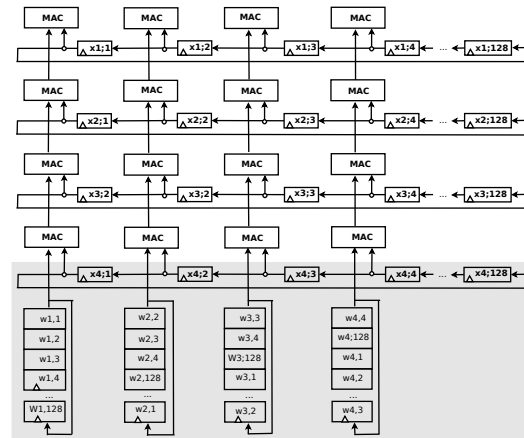 MAC MAC MAC MAC
x1;1 x1;2 x1;3 x1;4 ... x1;128
MAC MAC MAC MAC
x2;1 x2;2 x2;3 x2;4 ... x2;128
MAC MAC MAC MAC
x3;2 x3;2 x3;3 x3;4 ... x3;128
MAC MAC MAC MAC
x4;1 x4;2 x4;3 x4;4 ... x4;128
w1,1 w2,2 w3,3 w4,4
w1,2 w2,3 w4,1 w4;128
w1,3 w2,4 W3;128 w4,1
w1,4 w2,128 w3,1 w4,2
... ... ... ...
W1,128 w2,1 w3,2 w4,3